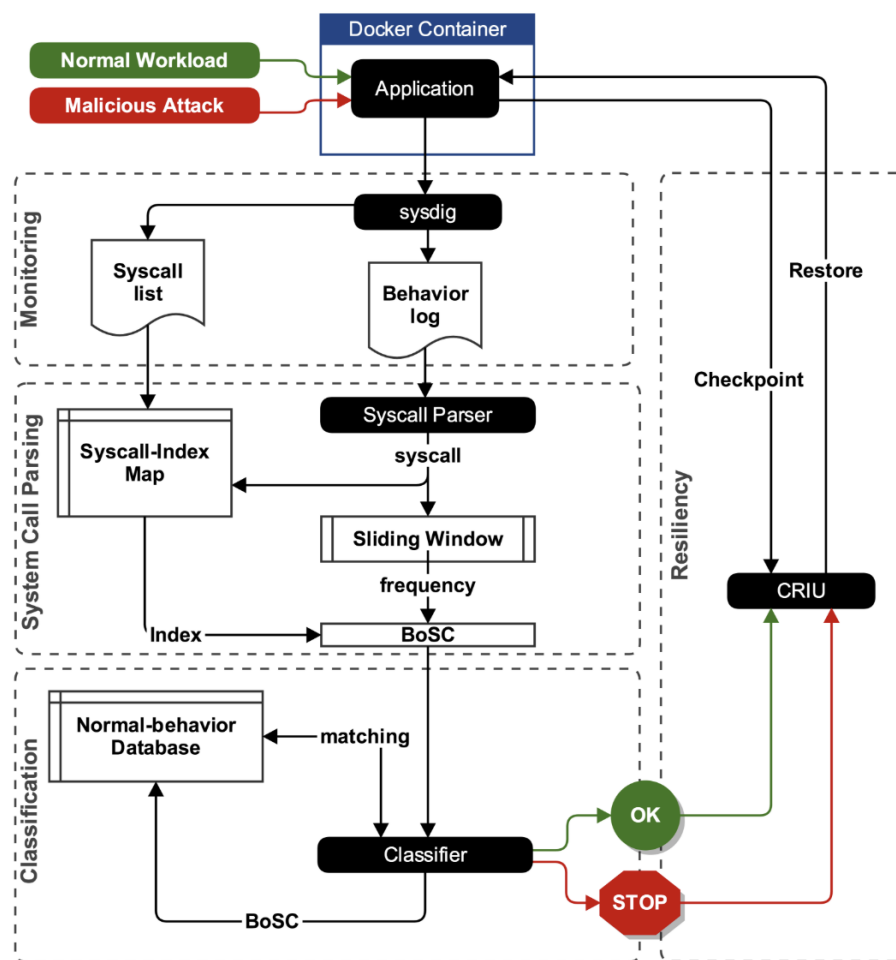 Docker Container
Normal Workload
Malicious Attack
Application
Monitoring
sysdig
Syscall
list
Behavior
log
Restore
Checkpoint
System Call Parsing
Syscall Parser
syscall
Syscall-Index
Map
Sliding Window
frequency
Index
BoSC
Resiliency
CRIU
Classification
Normal-behavior
Database
matching
Classifier
BoSC
OK
STOP